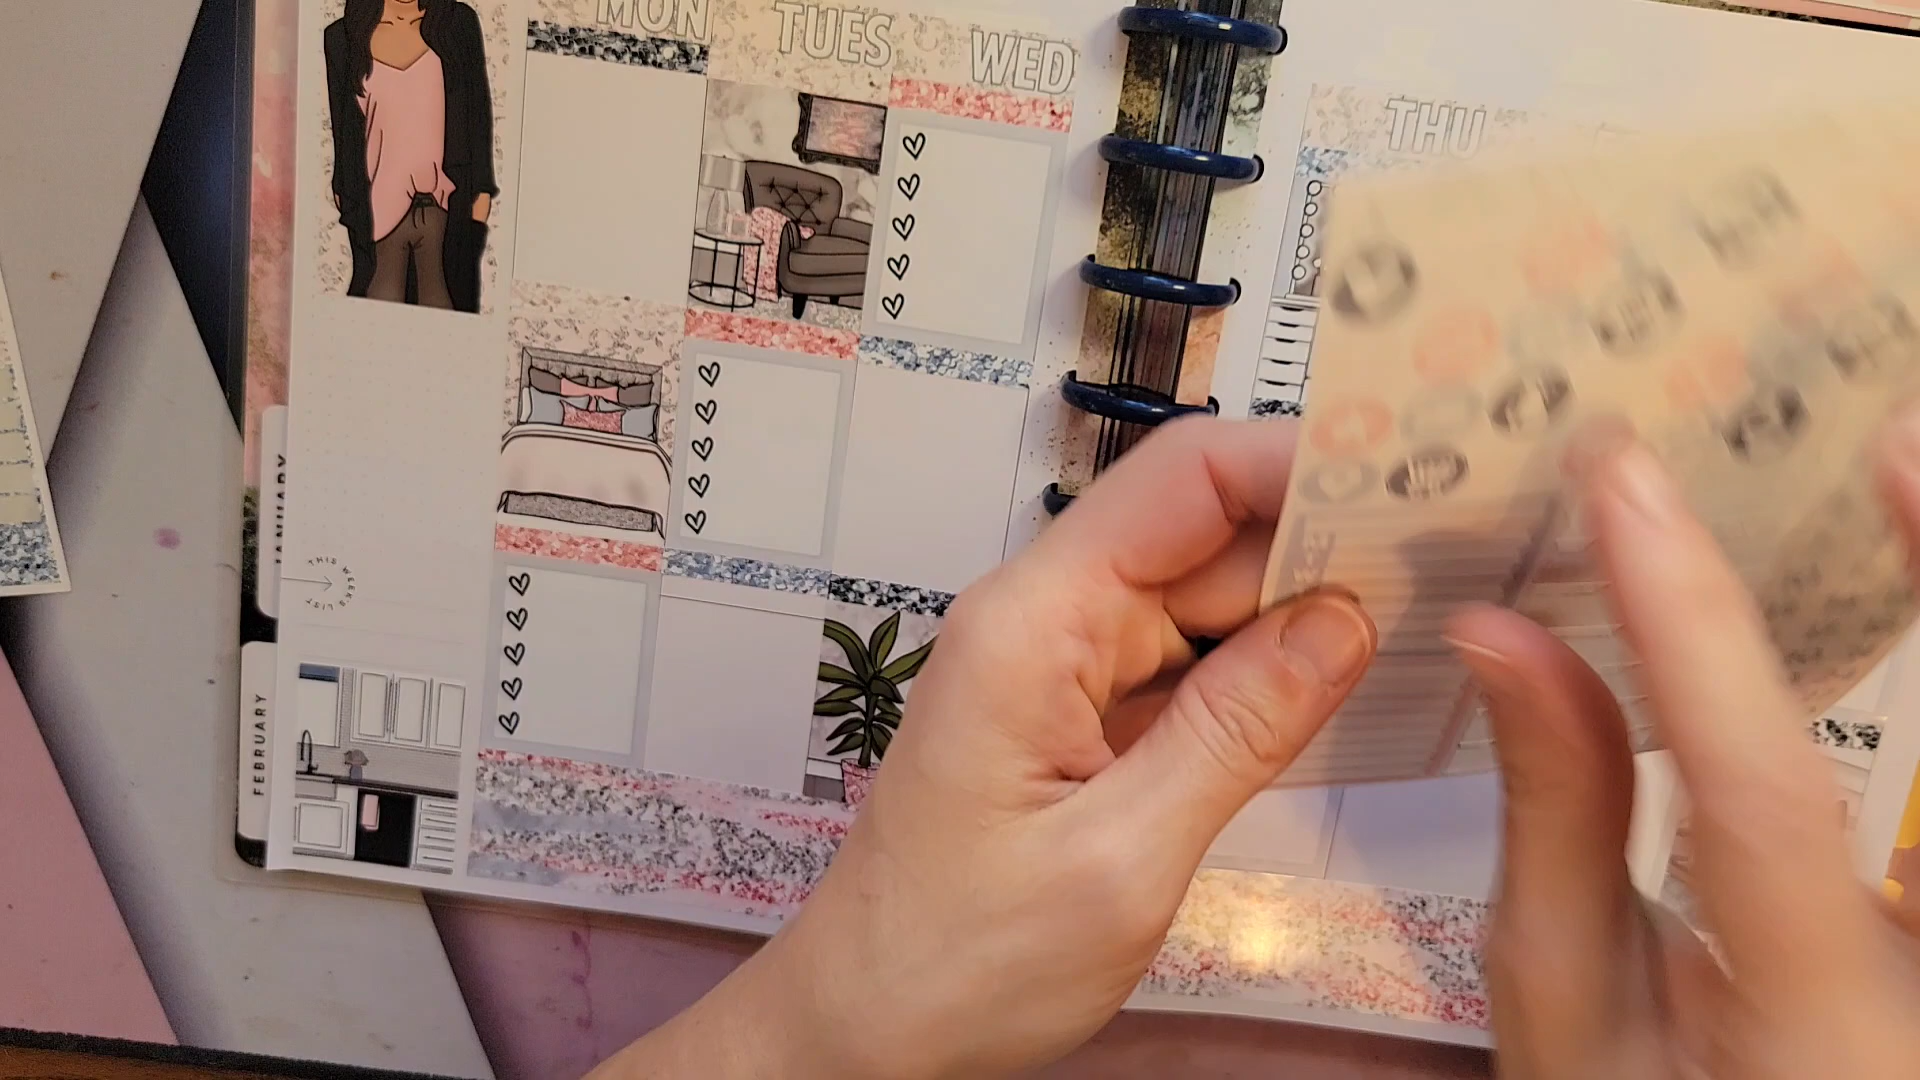 MON
TUES
WED
THU
JANUARY
THIS WEEK'S LIST
FEBRUARY